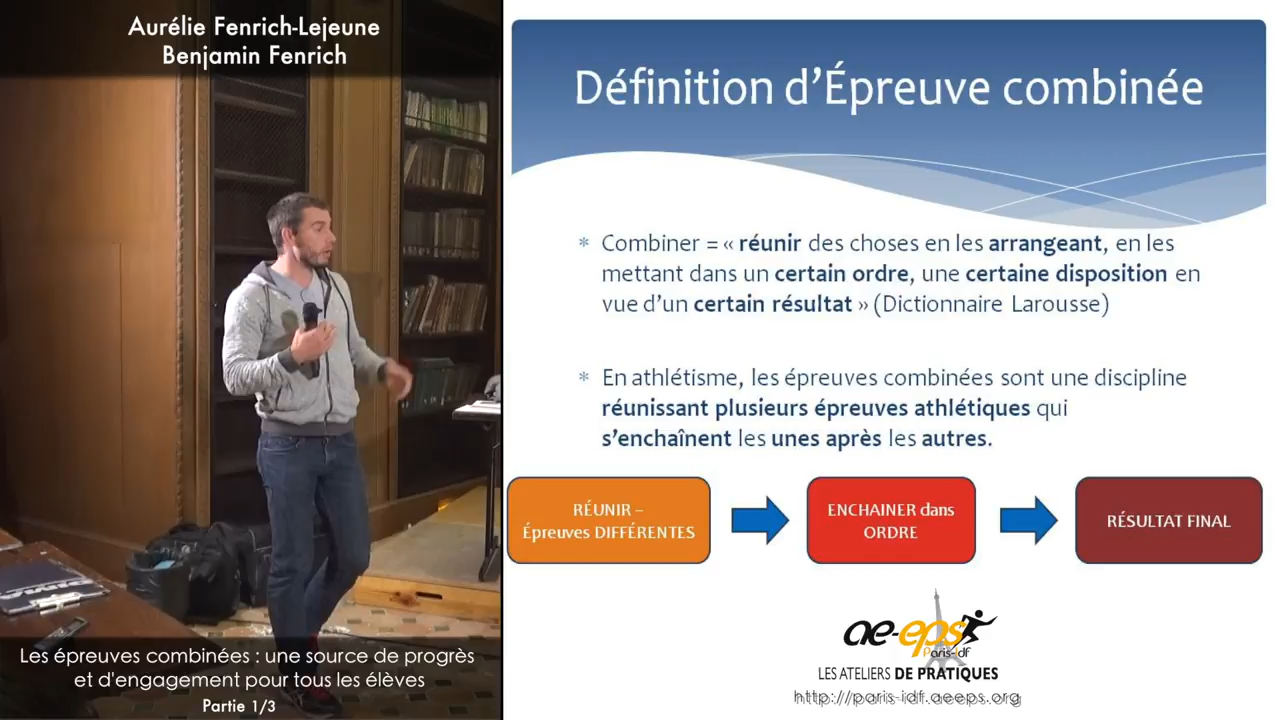 Aurélie Fenrich-Lejeune
Benjamin Fenrich
Définition d'Épreuve combinée
* Combiner = « réunir des choses en les arrangeant, en les
mettant dans un certain ordre, une certaine disposition en
vue d'un certain résultat » (Dictionnaire Larousse)
* En athlétisme, les épreuves combinées sont une discipline
réunissant plusieurs épreuves athlétiques qui
s'enchaînent les unes après les autres.
RÉUNIR –
Épreuves DIFFÉRENTES
ENCHAINER dans
ORDRE
RÉSULTAT FINAL
ae-eps
Paris-idf
LES ATELIERS DE PRATIQUES
http://paris-idf.aeeps.org
Les épreuves combinées : une source de progrès
et d'engagement pour tous les élèves
Partie 1/3